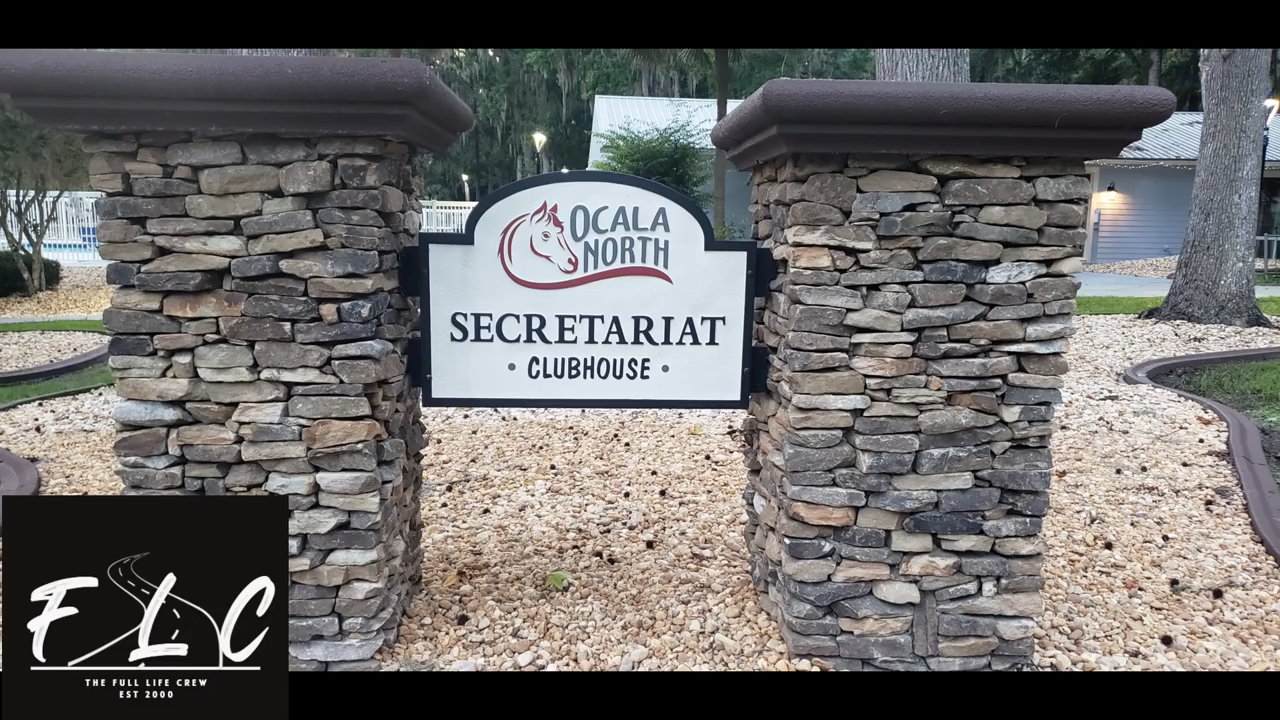 OCALA
NORTH
SECRETARIAT
• CLUBHOUSE •
FLC
THE FULL LIFE CREW
EST 2000